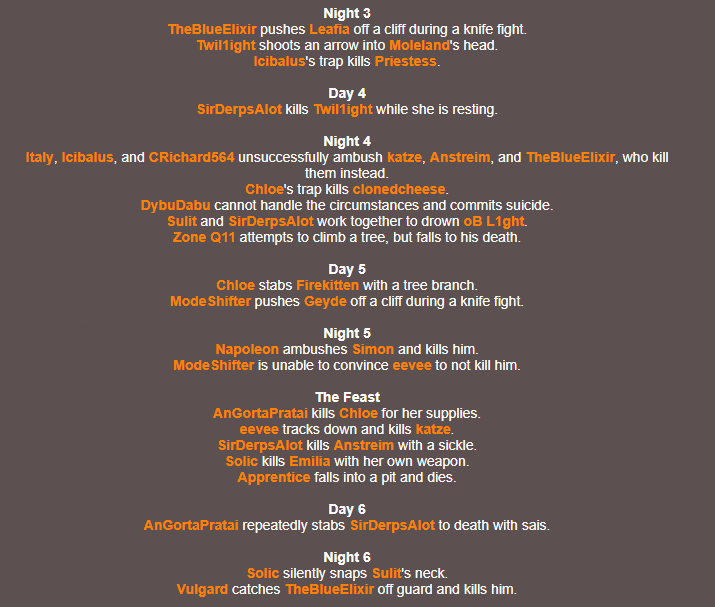 Night 3
TheBlueElixir pushes Leafia off a cliff during a knife fight.
Twil1ight shoots an arrow into Moleland's head.
Icibalus's trap kills Priestess.
Day 4
SirDerpsAlot kills Twil1ight while she is resting.
Night 4
Italy, Icibalus, and CRichard564 unsuccessfully ambush katze, Anstreim, and TheBlueElixir, who kill
them instead.
Chloe's trap kills clonedcheese.
DybuDabu cannot handle the circumstances and commits suicide.
Sulit and SirDerpsAlot work together to drown oB L1ght.
Zone Q11 attempts to climb a tree, but falls to his death.
Day 5
Chloe stabs Firekitten with a tree branch.
ModeShifter pushes Geyde off a cliff during a knife fight.
Night 5
Napoleon ambushes Simon and kills him.
ModeShifter is unable to convince eevee to not kill him.
The Feast
AnGortaPratai kills Chloe for her supplies.
eevee tracks down and kills katze.
SirDerpsAlot kills Anstreim with a sickle.
Solic kills Emilia with her own weapon.
Apprentice falls into a pit and dies.
Day 6
AnGortaPratai repeatedly stabs SirDerpsAlot to death with sais.
Night 6
Solic silently snaps Sulit's neck.
Vulgard catches TheBlueElixir off guard and kills him.